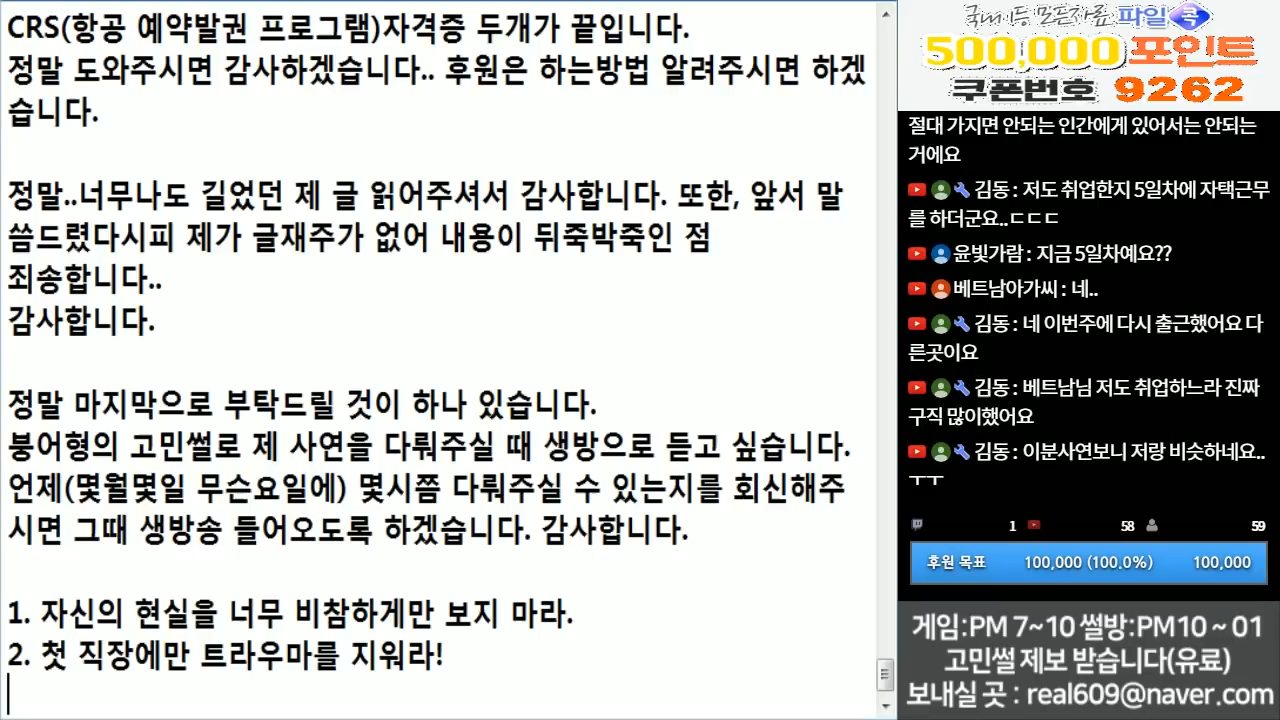 CRS(항공 예약발권 프로그램)자격증 두개가 끝입니다.
정말 도와주시면 감사하겠습니다.. 후원은 하는방법 알려주시면 하겠
습니다.
정말..너무나도 길었던 제 글 읽어주셔서 감사합니다. 또한, 앞서 말
씀드렸다시피 제가 글재주가 없어 내용이 뒤죽박죽인 점
죄송합니다..
감사합니다.
정말 마지막으로 부탁드릴 것이 하나 있습니다.
붕어형의 고민썰로 제 사연을 다뤄주실 때 생방으로 듣고 싶습니다.
언제(몇월몇일 무슨요일에) 몇시쯤 다뤄주실 수 있는지를 회신해주
시면 그때 생방송 들어오도록 하겠습니다. 감사합니다.
1. 자신의 현실을 너무 비참하게만 보지 마라.
2. 첫 직장에만 트라우마를 지워라!
국내 1등 모든자료 파일콕
500,000 포인트
쿠폰번호 9262
절대 가지면 안되는 인간에게 있어서는 안되는
거에요
김동 : 저도 취업한지 5일차에 자택근무
를 하더군요..ㄷㄷㄷ
윤빛가람 : 지금 5일차예요??
베트남아가씨 : 네..
김동 : 네 이번주에 다시 출근했어요 다
른곳이요
김동 : 베트남님 저도 취업하느라 진짜
구직 많이했어요
김동 : 이분사연보니 저랑 비슷하네요..
ㅜㅜ
1 58 59
후원 목표 100,000 (100.0%) 100,000
게임:PM 7~10 썰방:PM10 ~ 01
고민썰 제보 받습니다(유료)
보내실 곳 : real609@naver.com